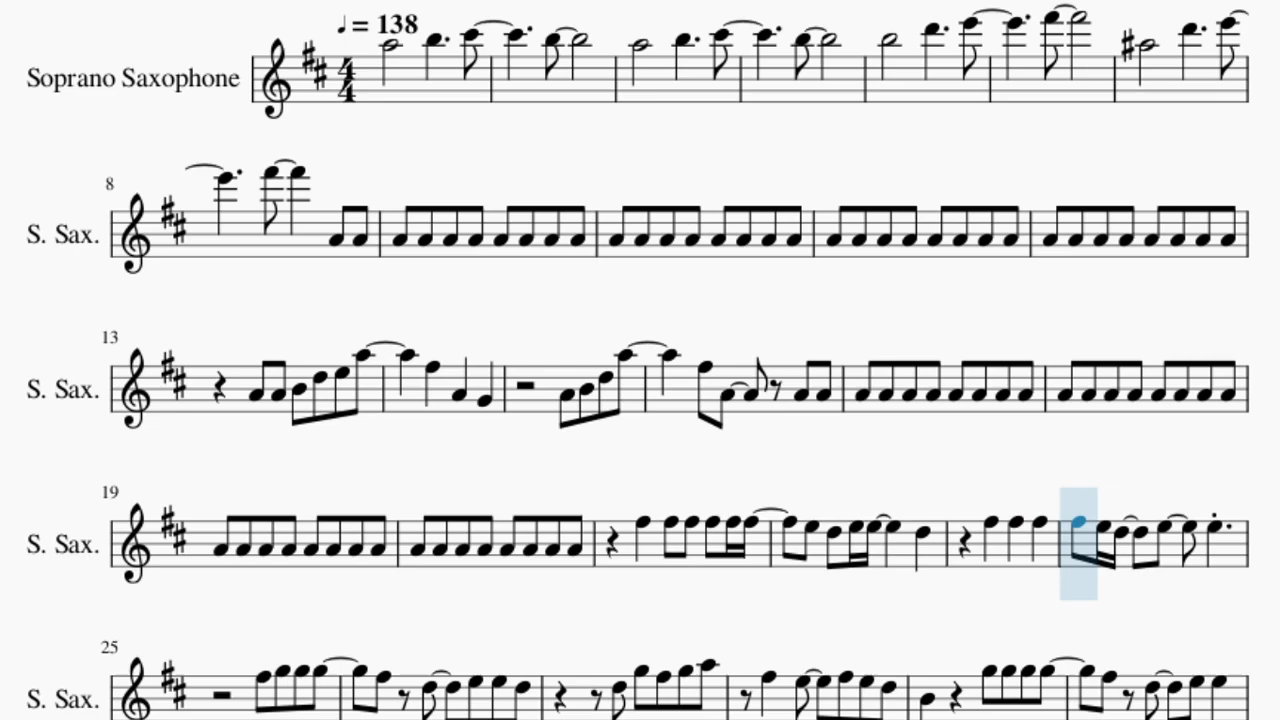 ♩ = 138
Soprano Saxophone
4
4
8
S. Sax.
13
S. Sax.
19
S. Sax.
25
S. Sax.